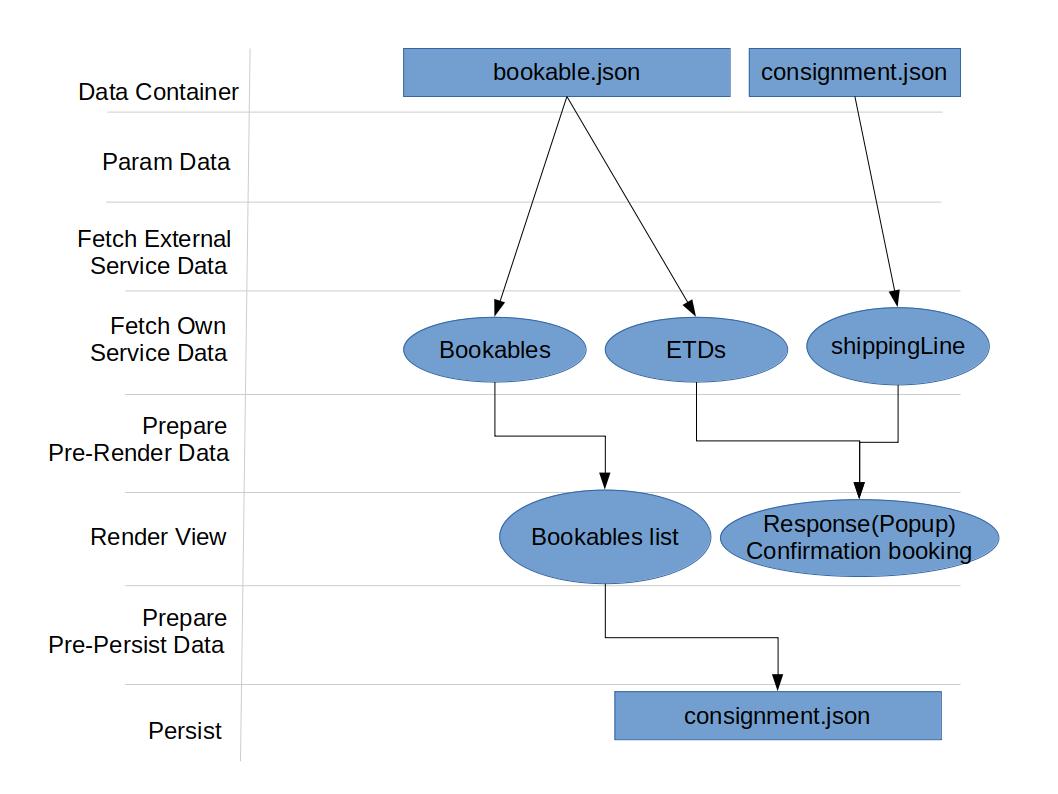 bookable.json
consignment.json
Data Container
Param Data
Fetch External
Service Data
Fetch Own
Service Data
Bookables
ETDs
shippingLine
Prepare
Pre-Render Data
Render View
Bookables list
Response(Popup)
Confirmation booking
Prepare
Pre-Persist Data
Persist
consignment.json